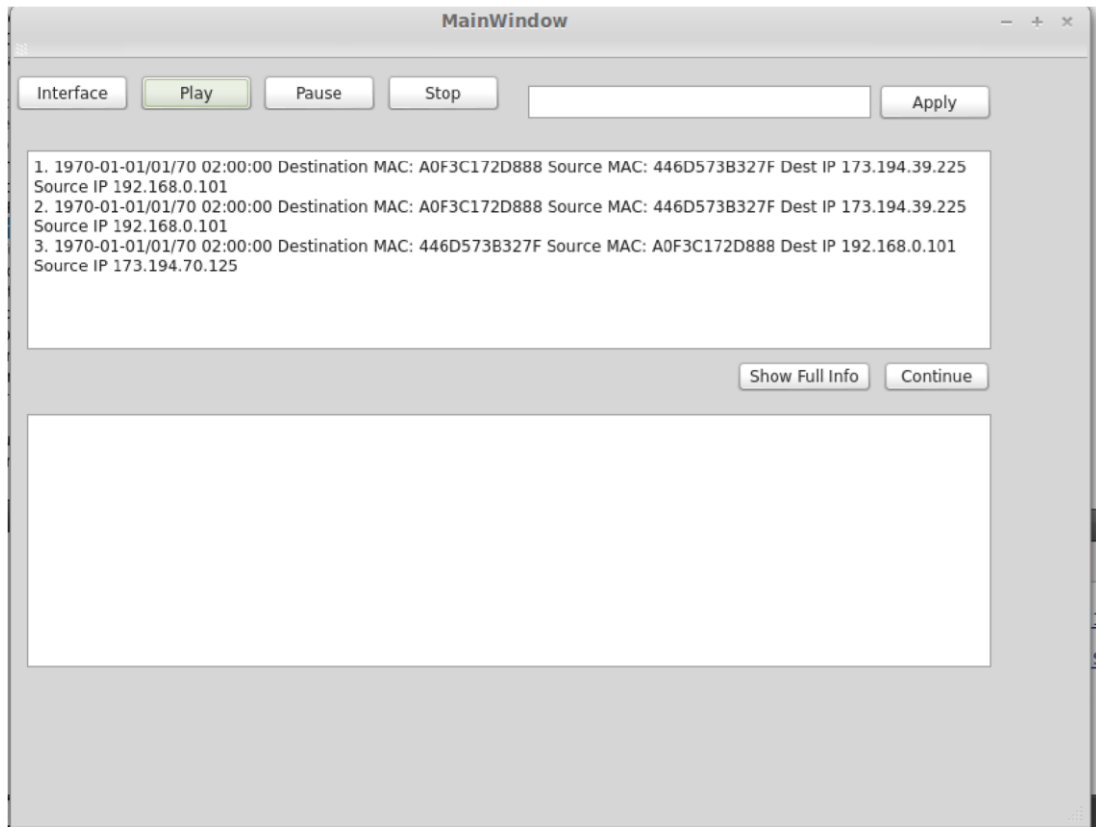 MainWindow
Interface Play Pause Stop Apply
1. 1970-01-01/01/70 02:00:00 Destination MAC: A0F3C172D888 Source MAC: 446D573B327F Dest IP 173.194.39.225
Source IP 192.168.0.101
2. 1970-01-01/01/70 02:00:00 Destination MAC: A0F3C172D888 Source MAC: 446D573B327F Dest IP 173.194.39.225
Source IP 192.168.0.101
3. 1970-01-01/01/70 02:00:00 Destination MAC: 446D573B327F Source MAC: A0F3C172D888 Dest IP 192.168.0.101
Source IP 173.194.70.125
Show Full Info Continue